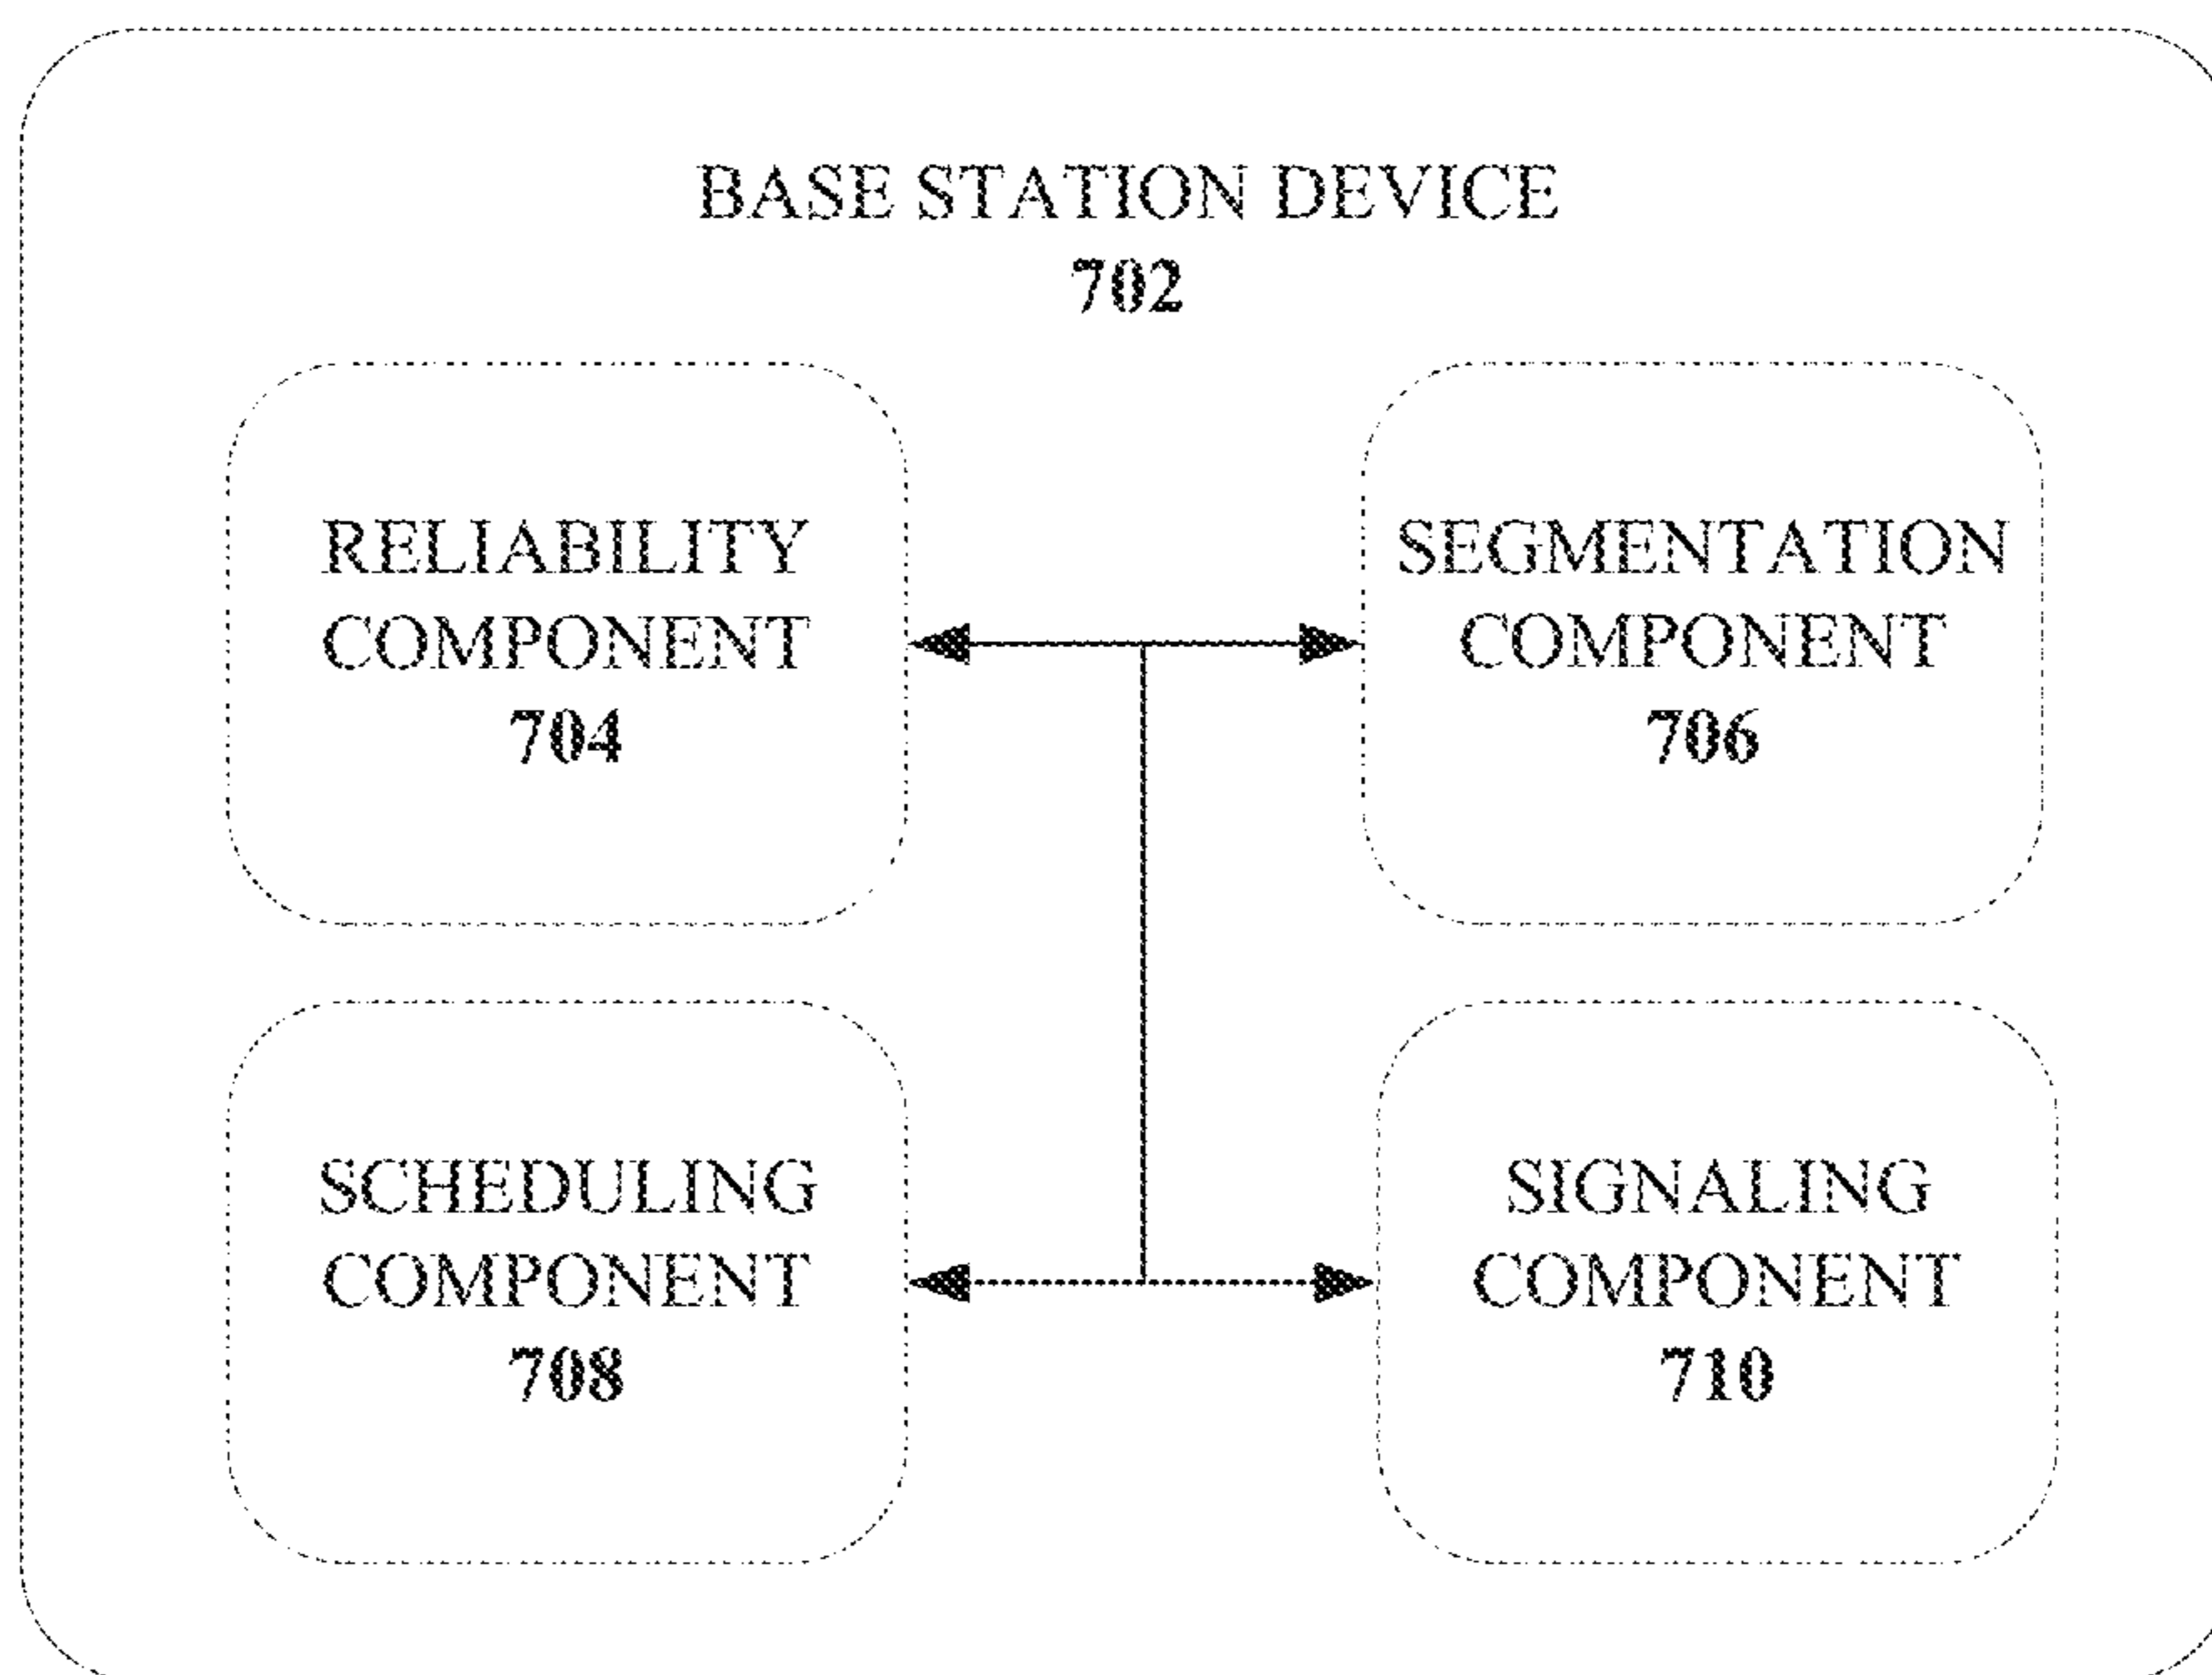 BASE STATION DEVICE
702
RELIABILITY
COMPONENT
704
SEGMENTATION
COMPONENT
706
SCHEDULING
COMPONENT
708
SIGNALING
COMPONENT
710